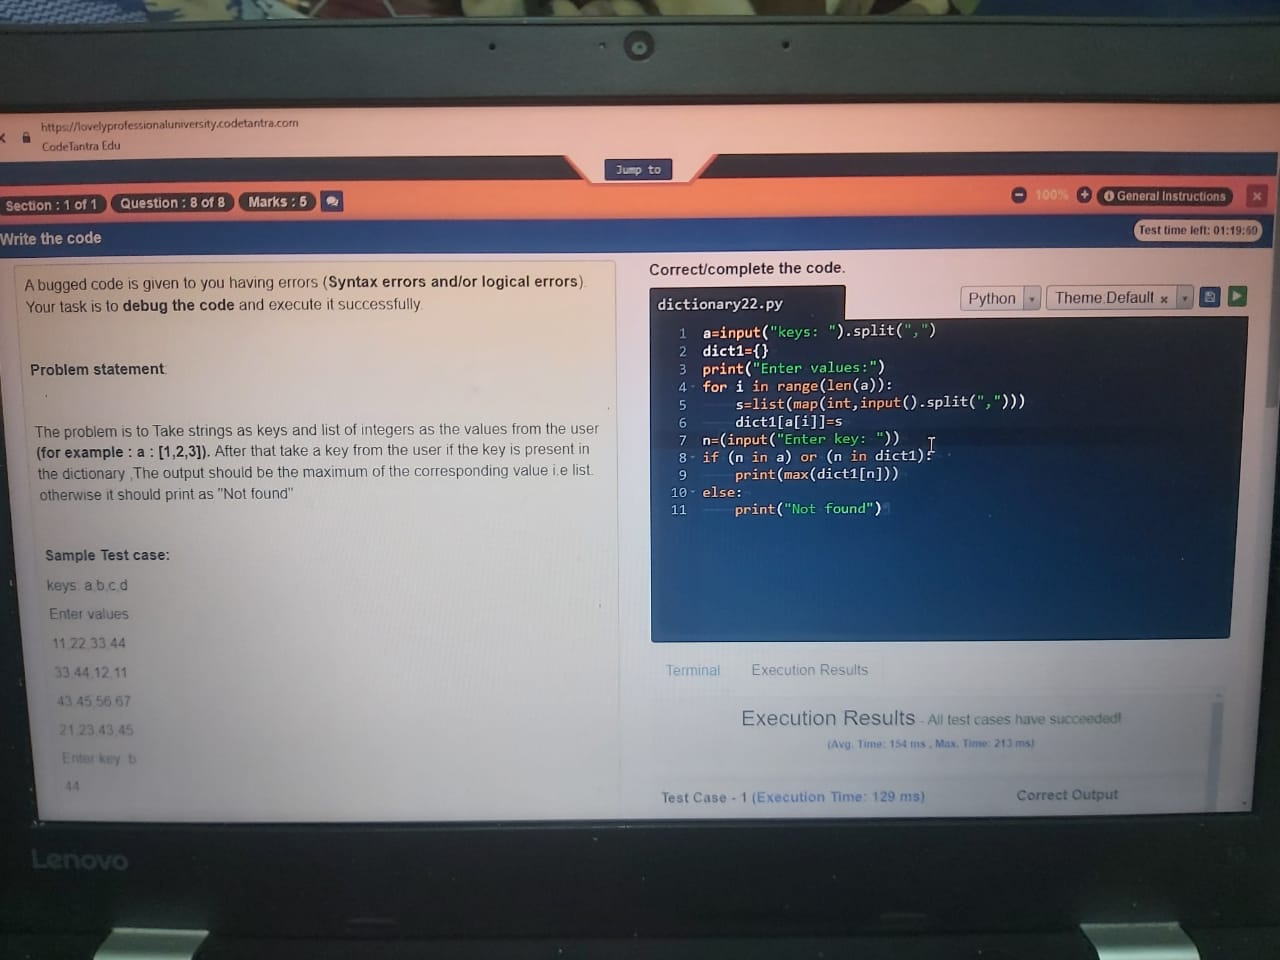 https://lovelyprofessionaluniversity.codetantra.com
CodeTantra Edu
Jump to
Section : 1 of 1 Question : 8 of 8 Marks : 5
100% General Instructions
Write the code
Test time left: 01:19:50
A bugged code is given to you having errors (Syntax errors and/or logical errores).
Your task is to debug the code and execute it successfully.
Problem statement
.
The problem is to Take strings as keys and list of integers as the values from the user
(for example : a : [1,2,3]). After that take a key from the user if the key is present in
the dictionary ,The output should be the maximum of the corresponding value i.e list.
otherwise it should print as "Not found"
Sample Test case:
keys: a,b,c,d
Enter values
11,22,33,44
33,44,12,11
43,45,56,67
21,23,43,45
Enter key: b
44
Correct/complete the code.
dictionary22.py
Python
Theme: Default
1 a=input("keys: ").split(",")
2 dict1={}
3 print("Enter values:")
4 for i in range(len(a)):
5 s=list(map(int,input().split(",")))
6 dict1[a[i]]=s
7 n=(input("Enter key: "))
8 if (n in a) or (n in dict1):
9 print(max(dict1[n]))
10 else:
11 print("Not found")
Terminal Execution Results
Execution Results - All test cases have succeeded!
(Avg. Time: 154 ms , Max. Time: 213 ms)
Test Case - 1 (Execution Time: 129 ms) Correct Output
Lenovo